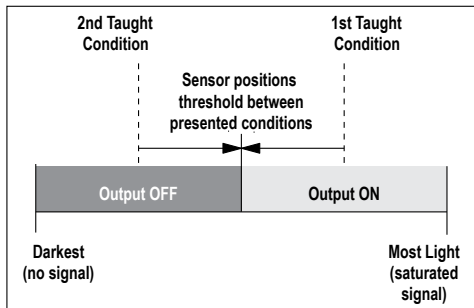 2nd Taught
Condition
1st Taught
Condition
Sensor positions
threshold between
presented conditions
Output OFF
Output ON
Darkest
(no signal)
Most Light
(saturated
signal)